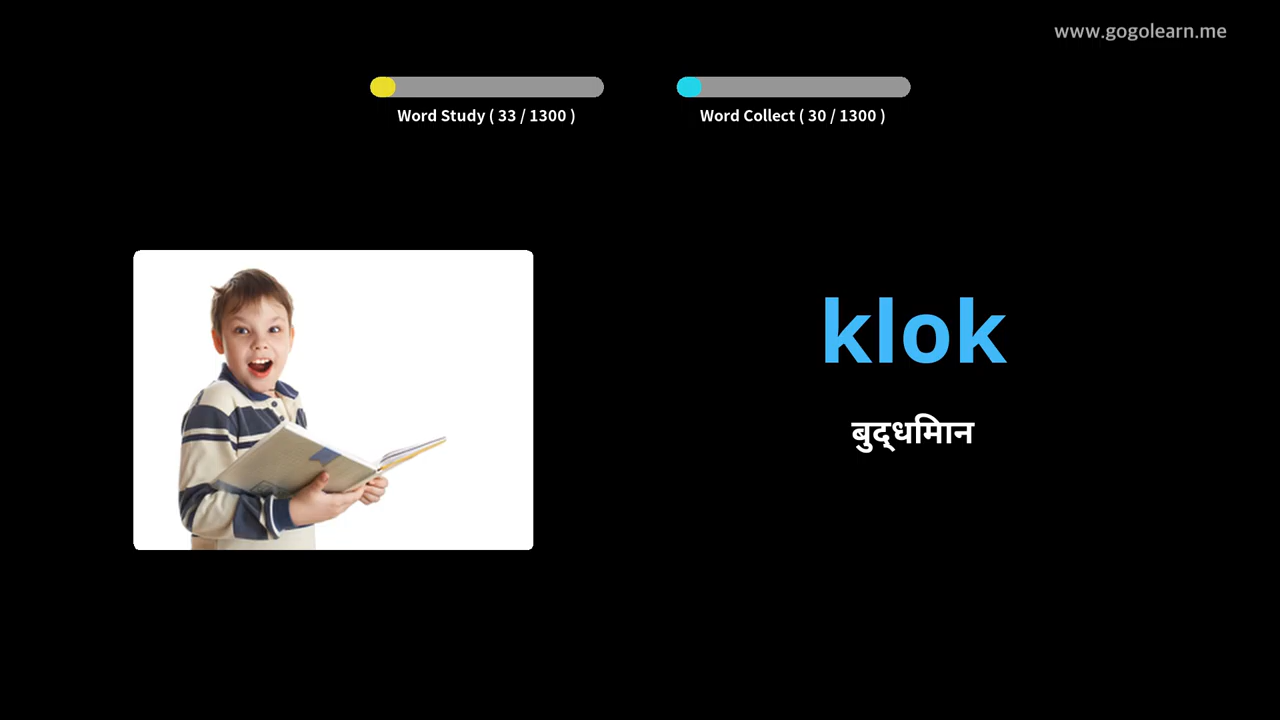 www.gogolearn.me
Word Study ( 33 / 1300 )
Word Collect ( 30 / 1300 )
klok
बुद्धिमान